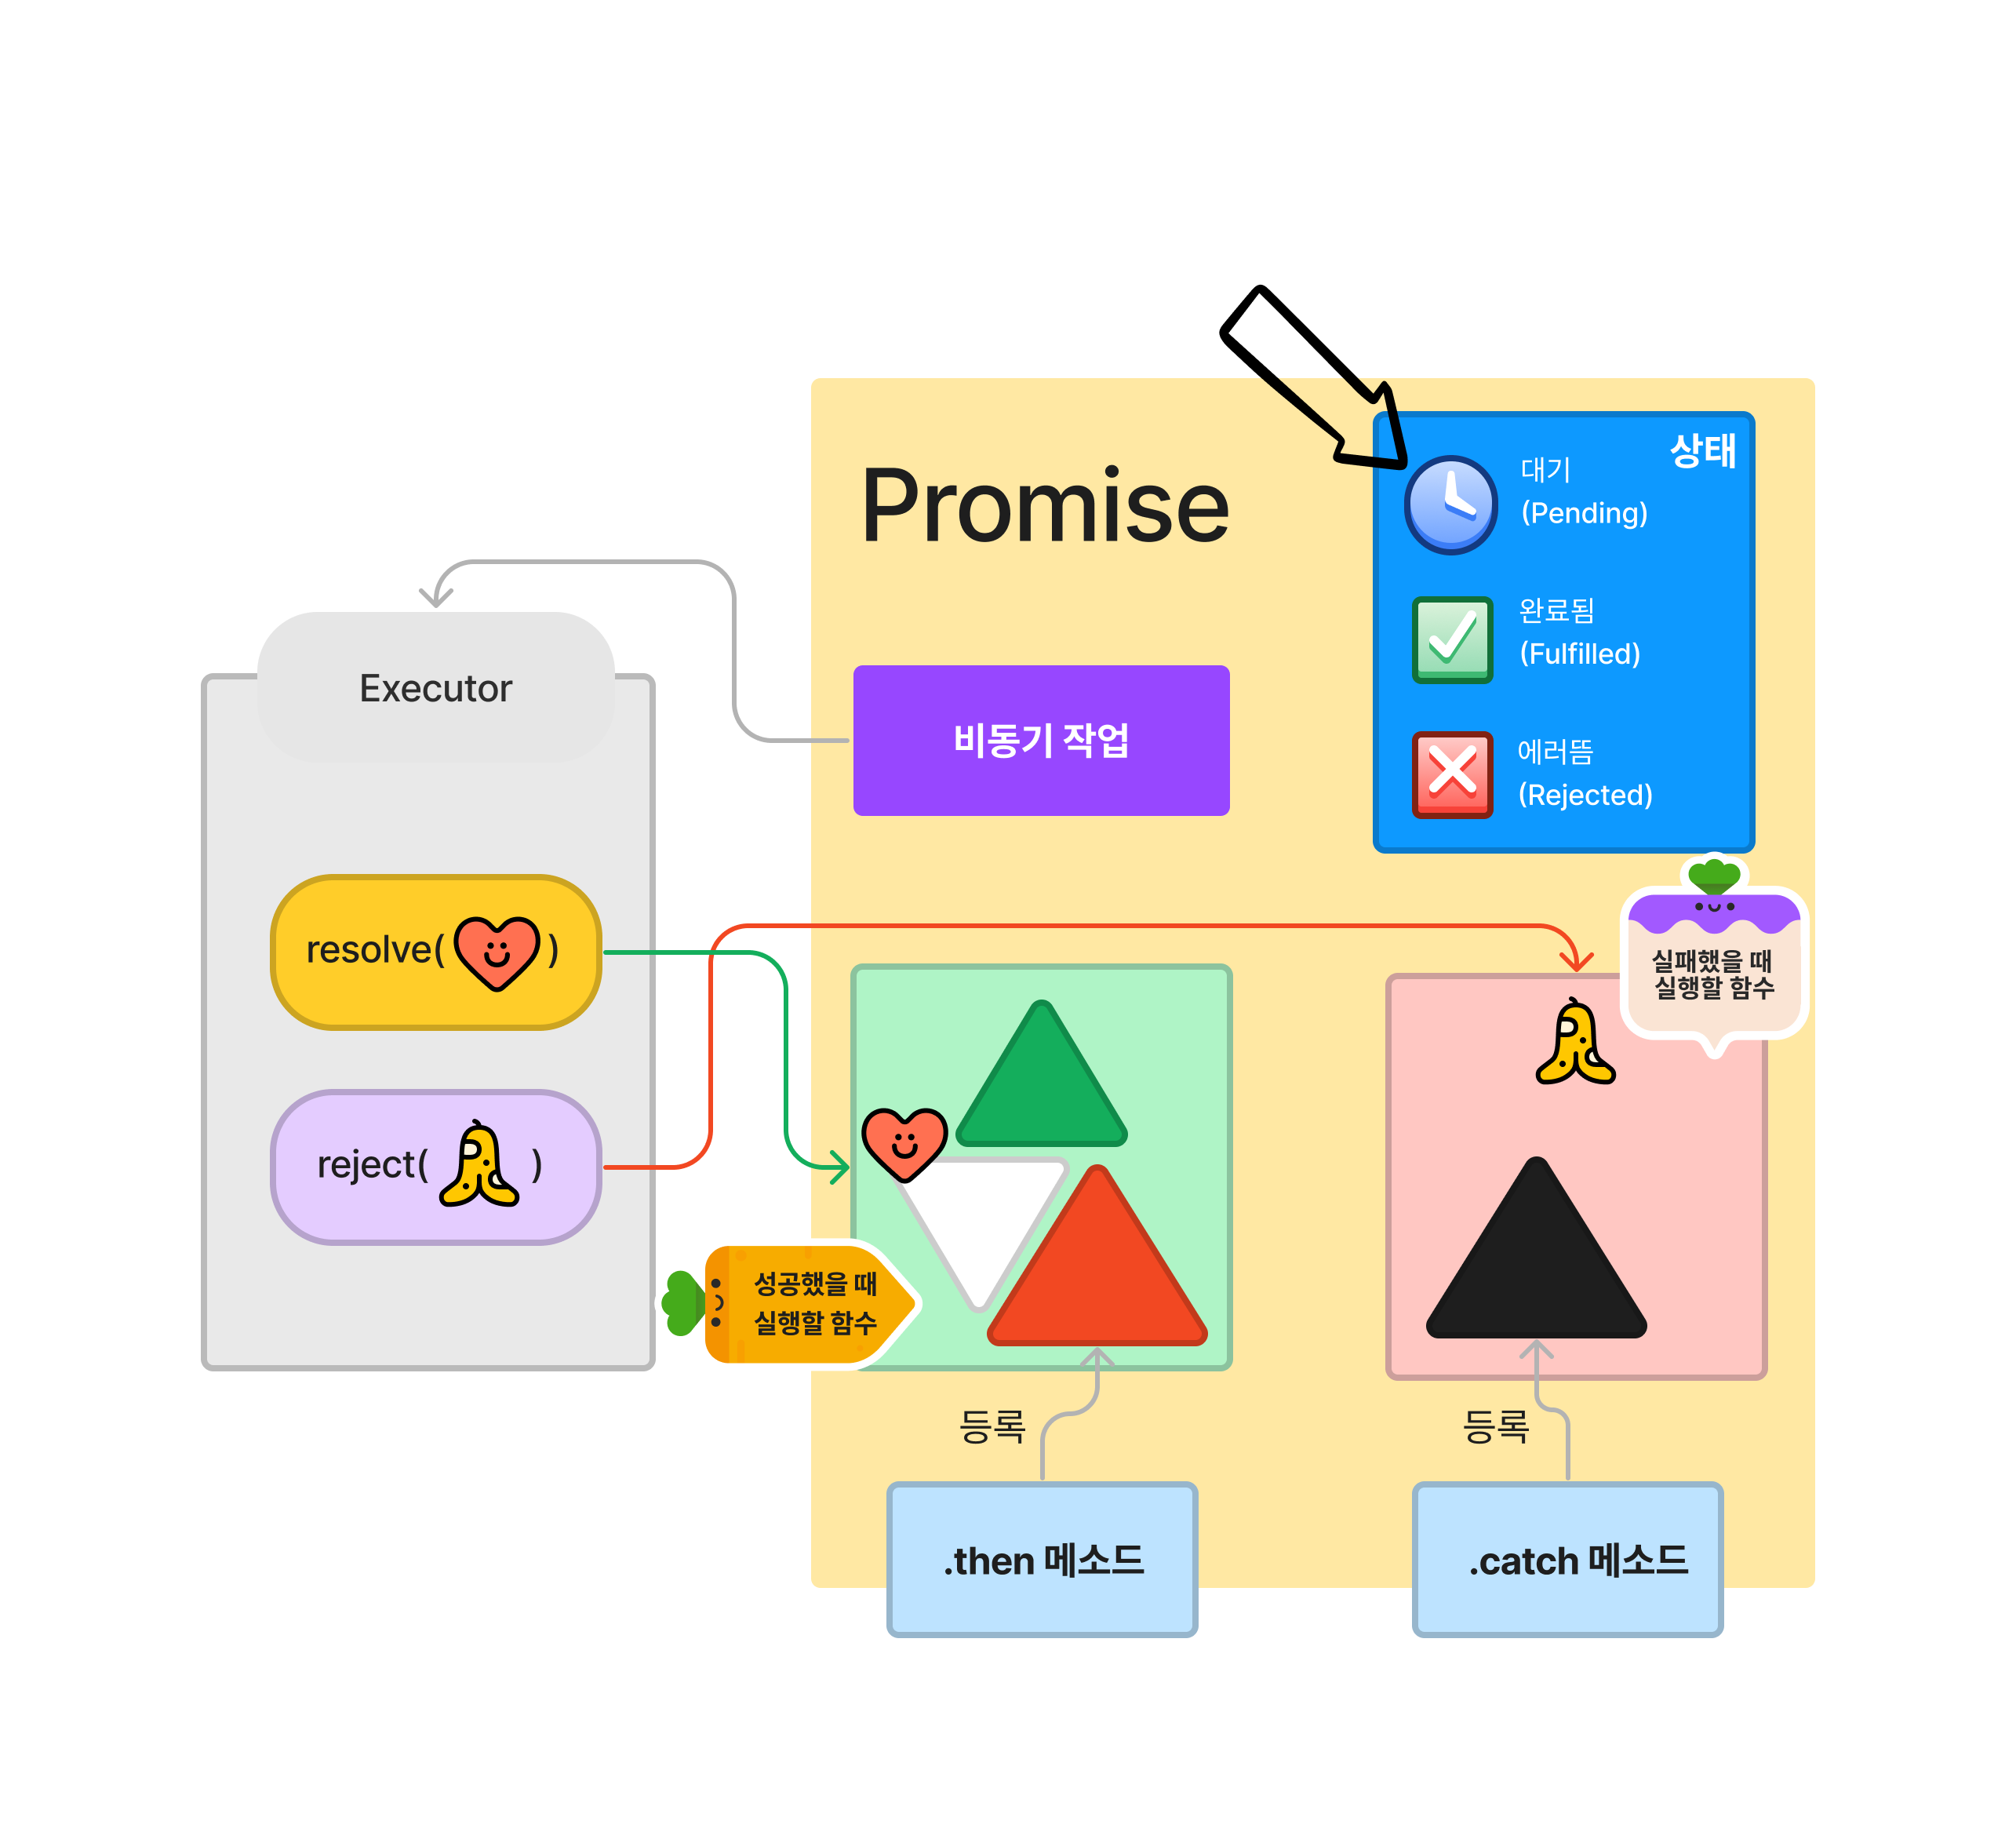 Promise
상태
대기
(Pending)
완료됨
(Fulfilled)
에러뜸
(Rejected)
Executor
비동기 작업
resolve( )
reject( )
실패했을 때
실행할 함수
성공했을 때
실행할 함수
등록
등록
.then 메소드
.catch 메소드